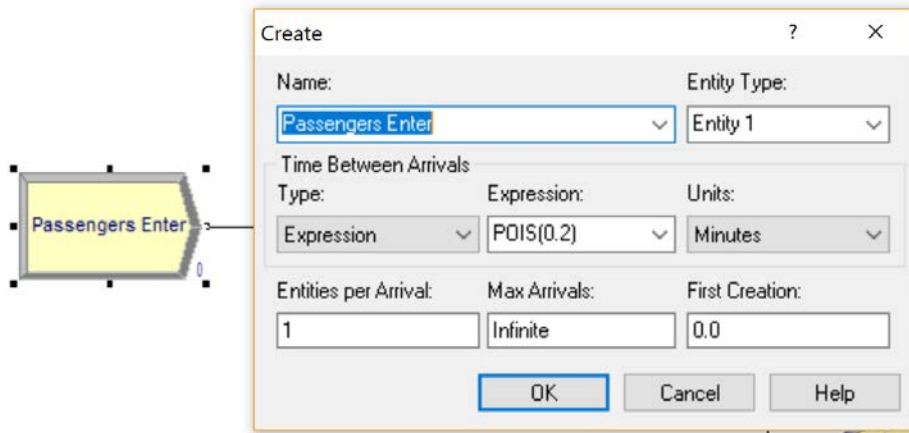 Create ? ×
Name: Entity Type:
Passengers Enter Entity 1
Time Between Arrivals
Type: Expression: Units:
Expression POIS(0.2) Minutes
Entities per Arrival: Max Arrivals: First Creation:
1 Infinite 0.0
OK Cancel Help
Passengers Enter
0